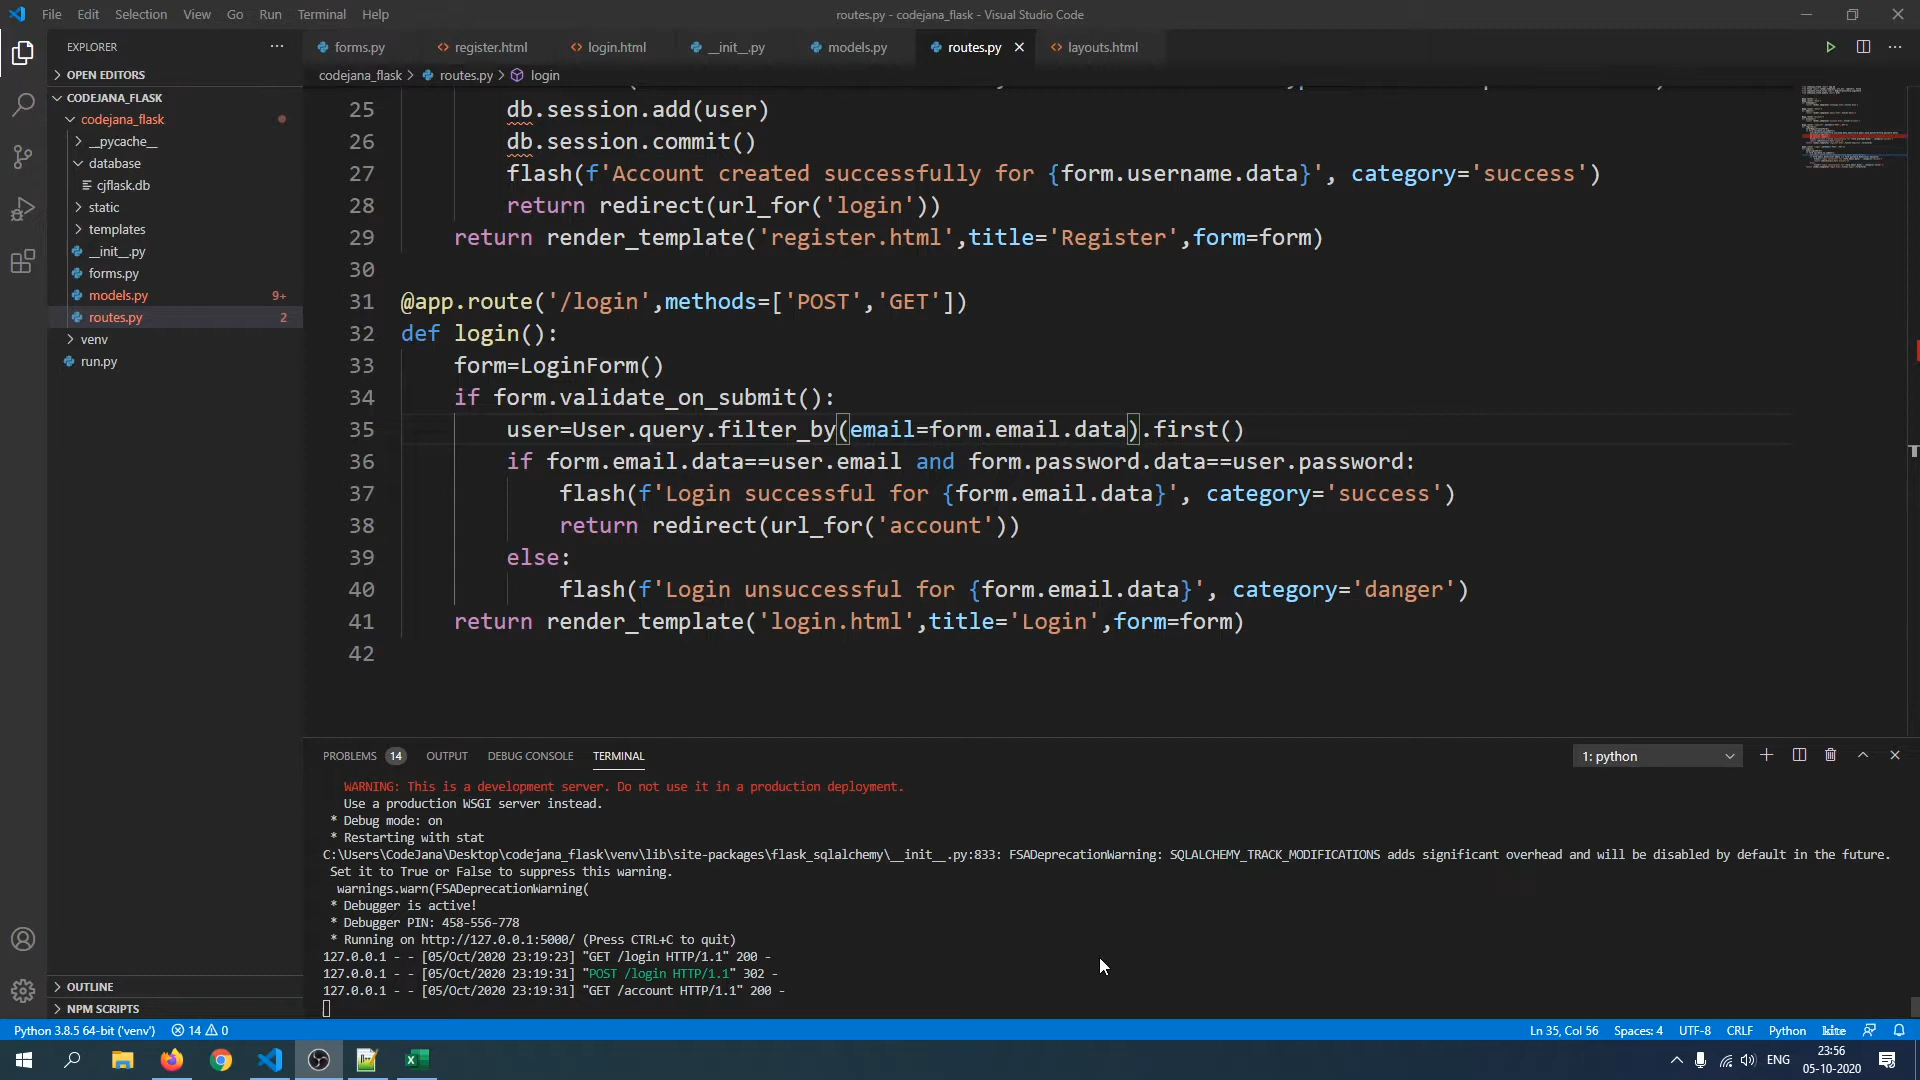 File Edit Selection View Go Run Terminal Help
routes.py - codejana_flask - Visual Studio Code
EXPLORER
forms.py
register.html
login.html
__init__.py
models.py
routes.py
layouts.html
codejana_flask > routes.py > login
OPEN EDITORS
CODEJANA_FLASK
codejana_flask
__pycache__
database
cjflask.db
static
templates
__init__.py
forms.py
models.py 9+
routes.py 2
venv
run.py
OUTLINE
NPM SCRIPTS
25 db.session.add(user)
26 db.session.commit()
27 flash(f'Account created successfully for {form.username.data}', category='success')
28 return redirect(url_for('login'))
29 return render_template('register.html',title='Register',form=form)
30
31 @app.route('/login',methods=['POST','GET'])
32 def login():
33 form=LoginForm()
34 if form.validate_on_submit():
35 user=User.query.filter_by(email=form.email.data).first()
36 if form.email.data==user.email and form.password.data==user.password:
37 flash(f'Login successful for {form.email.data}', category='success')
38 return redirect(url_for('account'))
39 else:
40 flash(f'Login unsuccessful for {form.email.data}', category='danger')
41 return render_template('login.html',title='Login',form=form)
42
PROBLEMS 14 OUTPUT DEBUG CONSOLE TERMINAL
1: python
WARNING: This is a development server. Do not use it in a production deployment.
Use a production WSGI server instead.
* Debug mode: on
* Restarting with stat
C:\Users\CodeJana\Desktop\codejana_flask\venv\lib\site-packages\flask_sqlalchemy\__init__.py:833: FSADeprecationWarning: SQLALCHEMY_TRACK_MODIFICATIONS adds significant overhead and will be disabled by default in the future.
Set it to True or False to suppress this warning.
warnings.warn(FSADeprecationWarning(
* Debugger is active!
* Debugger PIN: 458-556-778
* Running on http://127.0.0.1:5000/ (Press CTRL+C to quit)
127.0.0.1 - - [05/Oct/2020 23:19:23] "GET /login HTTP/1.1" 200 -
127.0.0.1 - - [05/Oct/2020 23:19:31] "POST /login HTTP/1.1" 302 -
127.0.0.1 - - [05/Oct/2020 23:19:31] "GET /account HTTP/1.1" 200 -
Python 3.8.5 64-bit ('venv') 14 0
Ln 35, Col 56 Spaces: 4 UTF-8 CRLF Python kite
ENG
23:56
05-10-2020